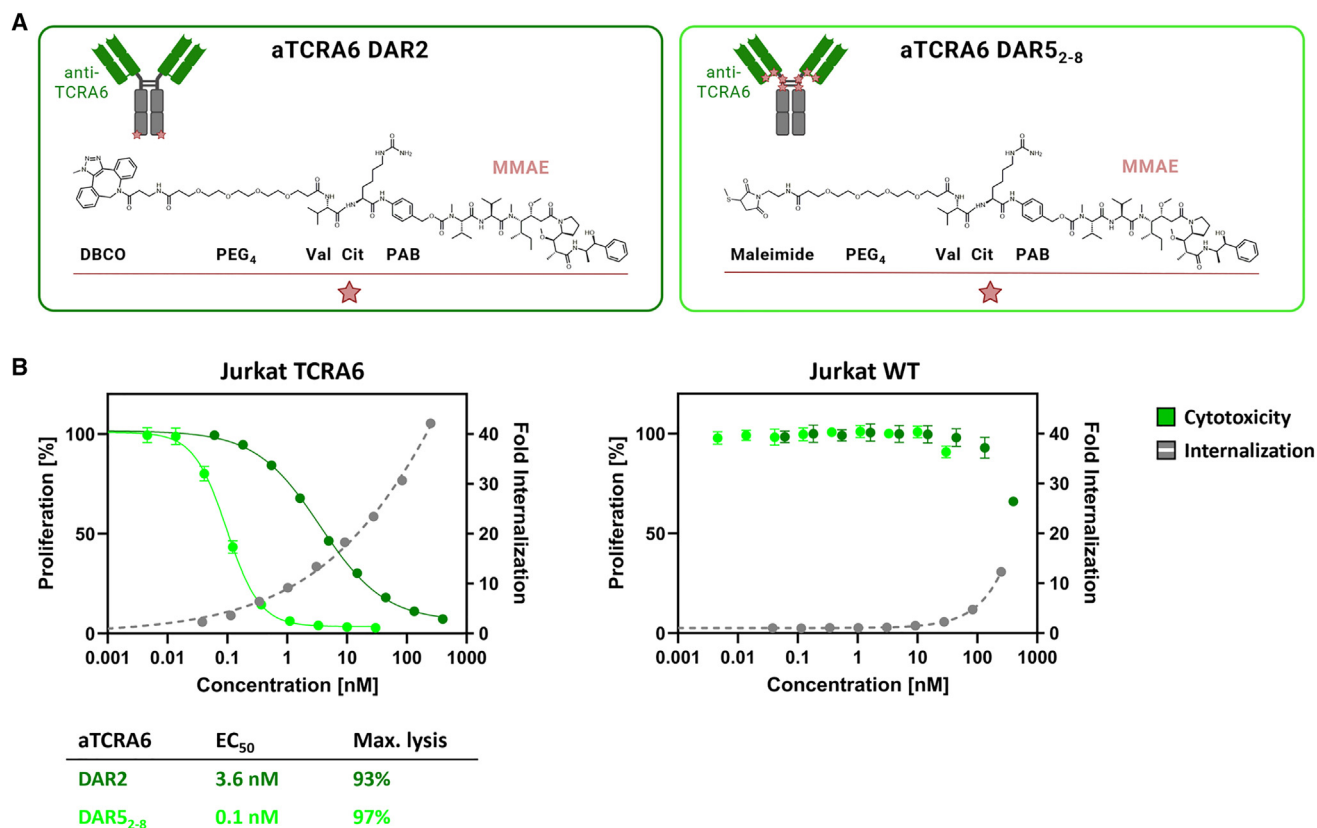 A
aTCRA6 DAR2
anti-
TCRA6
MMAE
DBCO PEG4 Val Cit PAB
aTCRA6 DAR52-8
anti-
TCRA6
MMAE
Maleimide PEG4 Val Cit PAB
B
Jurkat TCRA6
Proliferation [%]
100
50
0
40
30
20
10
0
Fold Internalization
0.001 0.01 0.1 1 10 100 1000
Concentration [nM]
Jurkat WT
Proliferation [%]
100
50
0
40
30
20
10
0
Fold Internalization
0.001 0.01 0.1 1 10 100 1000
Concentration [nM]
Cytotoxicity
Internalization
aTCRA6 EC50 Max. lysis
DAR2 3.6 nM 93%
DAR52-8 0.1 nM 97%